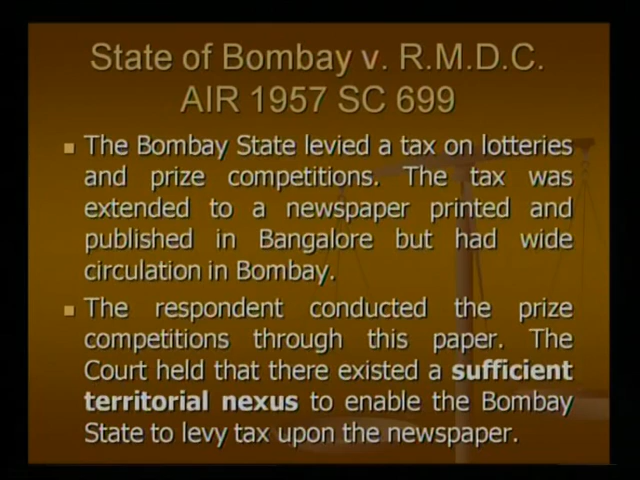 State of Bombay v. R.M.D.C.
AIR 1957 SC 699
The Bombay State levied a tax on lotteries
and prize competitions. The tax was
extended to a newspaper printed and
published in Bangalore but had wide
circulation in Bombay.
The respondent conducted the prize
competitions through this paper. The
Court held that there existed a sufficient
territorial nexus to enable the Bombay
State to levy tax upon the newspaper.